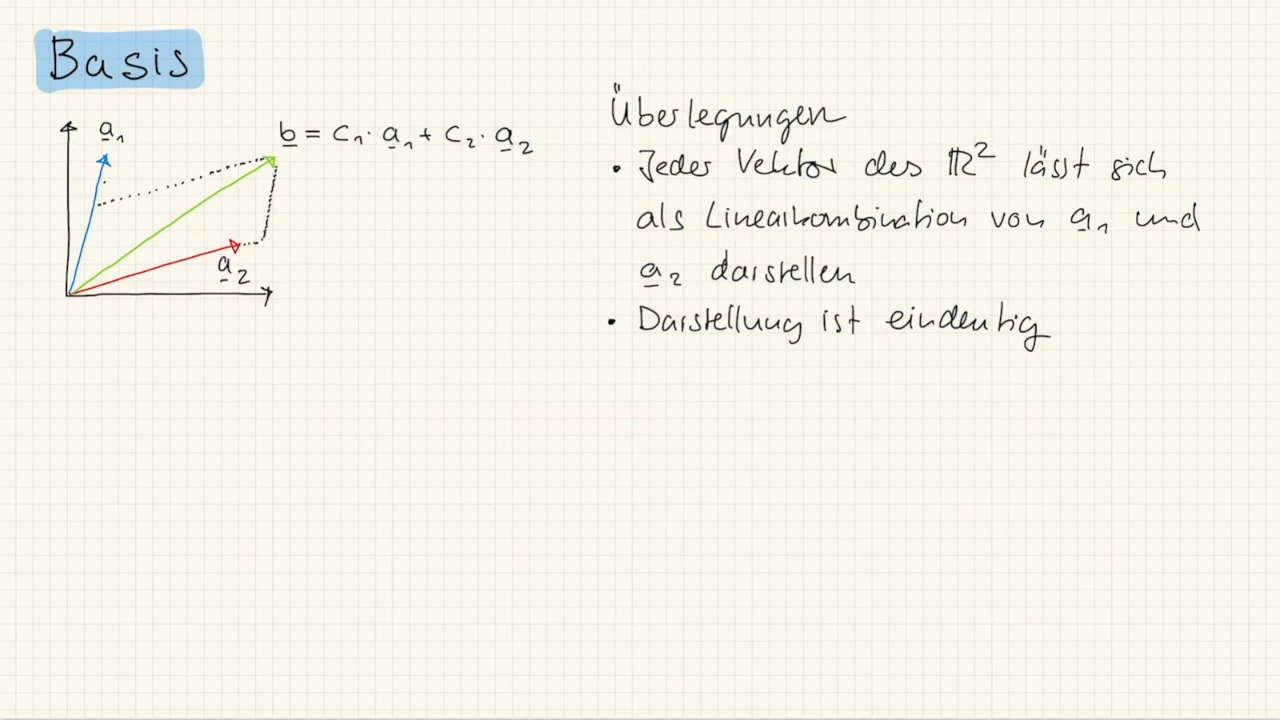 Basis
a₁
b = c₁· a₁ + c₂· a₂
a₂
Überlegungen
• Jeder Vektor des ℝ² lässt sich
als Linearkombination von a₁ und
a₂ darstellen
• Darstellung ist eindeutig